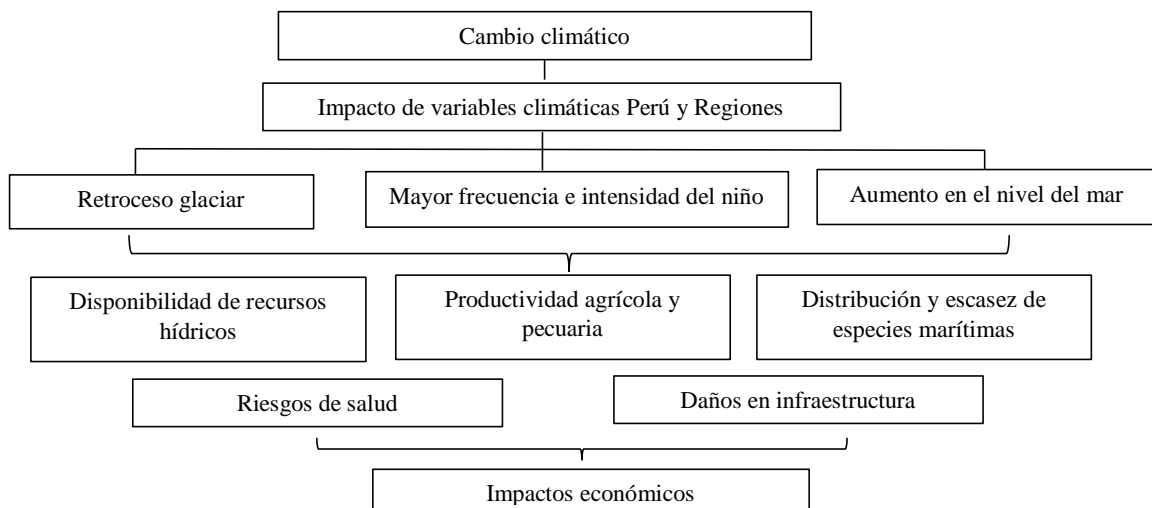 Cambio climático
Impacto de variables climáticas Perú y Regiones
Retroceso glaciar
Mayor frecuencia e intensidad del niño
Aumento en el nivel del mar
Disponibilidad de recursos
hídricos
Productividad agrícola y
pecuaria
Distribución y escasez de
especies marítimas
Riesgos de salud
Daños en infraestructura
Impactos económicos